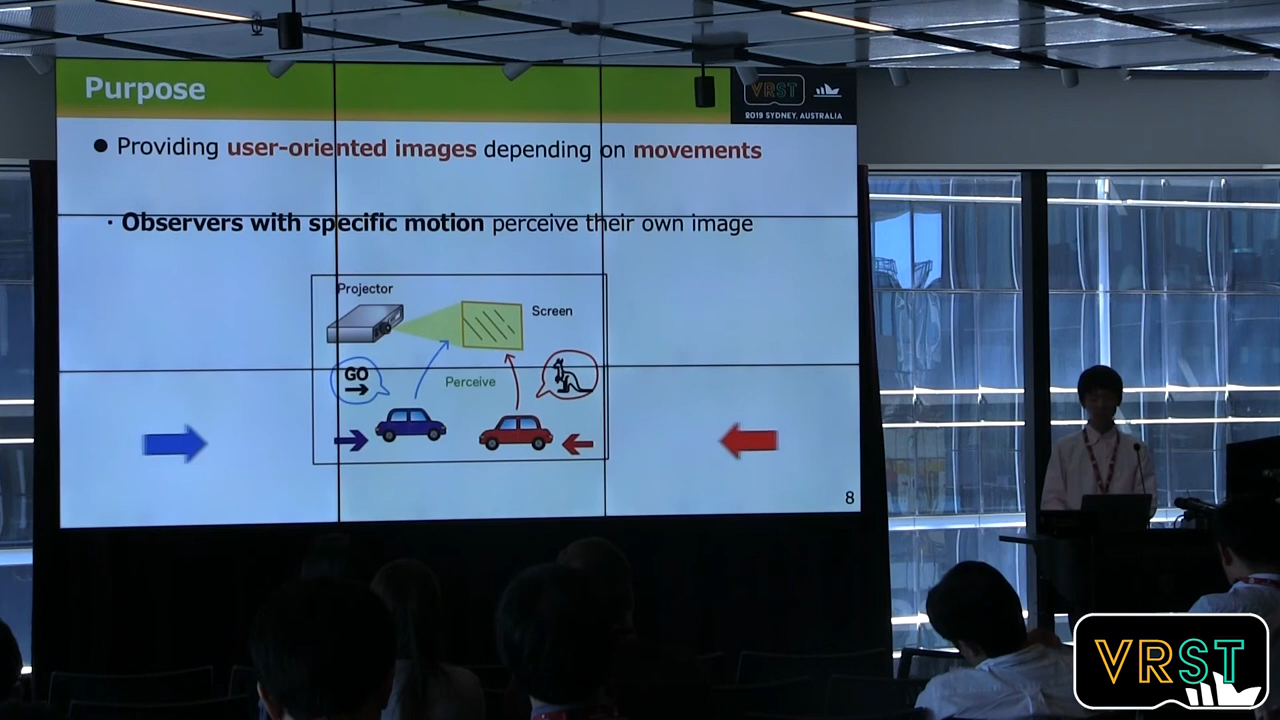 Purpose
VRST
2019 SYDNEY, AUSTRALIA
● Providing user-oriented images depending on movements
· Observers with specific motion perceive their own image
Projector
Screen
GO
Perceive
8
VRST